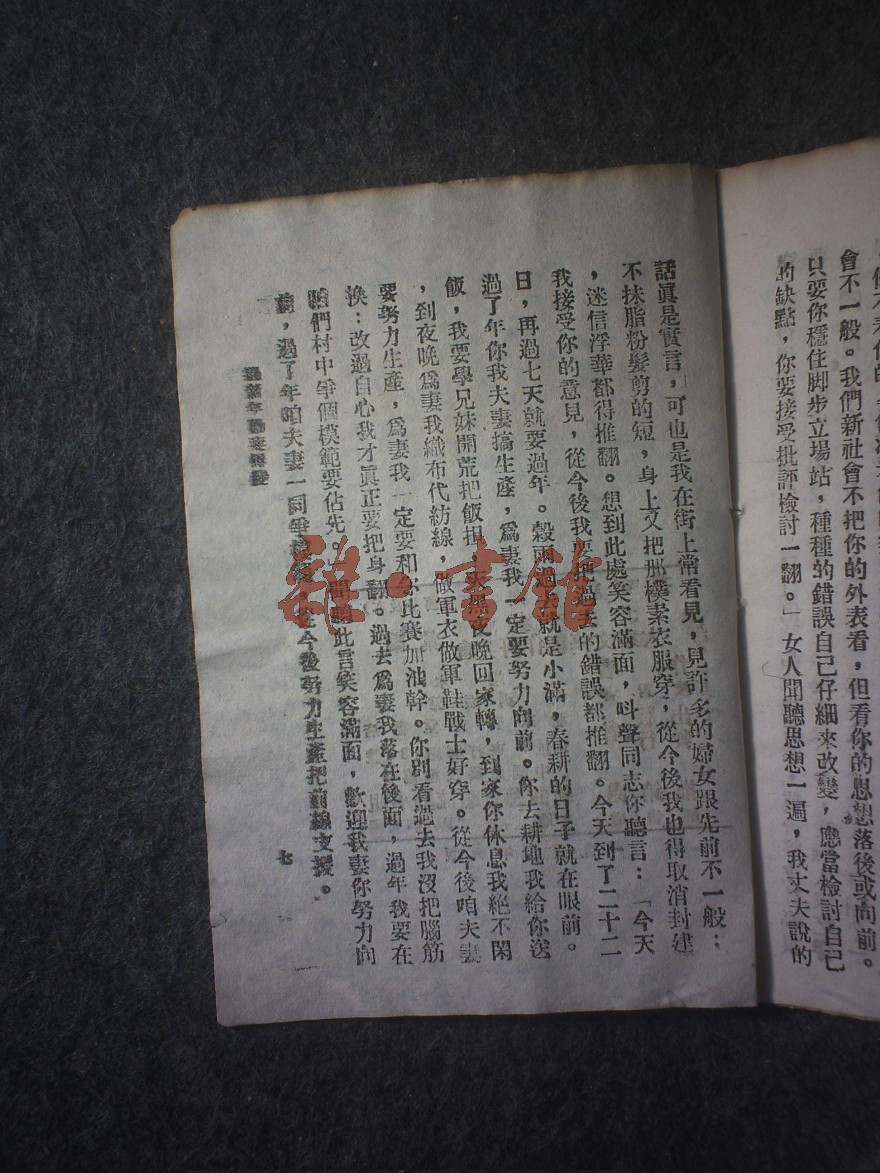 會不一般。我們新社會不把你的外表看，但看你的思想落後或向前。
只要你穩住脚步立場站，種種的錯誤自己仔細來改變，應當檢討自己
的缺點，你要接受批評檢討一翻。」女人聞聽思想一遍，我丈夫說的
話眞是實言，可也是我在街上常看見，見許多的婦女跟先前不一般；
不抹脂粉髮剪的短，身上又把那樸素衣服穿，從今後我也得取消封建
，迷信浮華都得推翻。想到此處笑容滿面，呌聲同志你聽言：「今天
我接受你的意見，從今後我要把過去的錯誤都推翻。今天到了二十二
日，再過七天就要過年。穀雨過去就是小滿，春耕的日子就在眼前。
過了年你我夫妻搞生產，爲妻我一定要努力向前。你去耕地我給你送
飯，我要學兄妹開荒把飯担，夜晚回家轉，到家你休息我絕不閑
，到夜晚爲妻我織布代紡線，做軍衣做軍鞋戰士好穿。從今後咱夫妻
要努力生產，爲妻我一定要和你比賽加油幹。你別看過去我沒把腦筋
換：改過自心我才眞正要把身翻。過去爲妻我落在後面，過年我要在
咱們村中爭個模範要佔先。聞聽此言笑容滿面，歡迎我妻你努力向
前，過了年咱夫妻一同爭模範，從今後努力生產把前線支援。
七
雜·書館